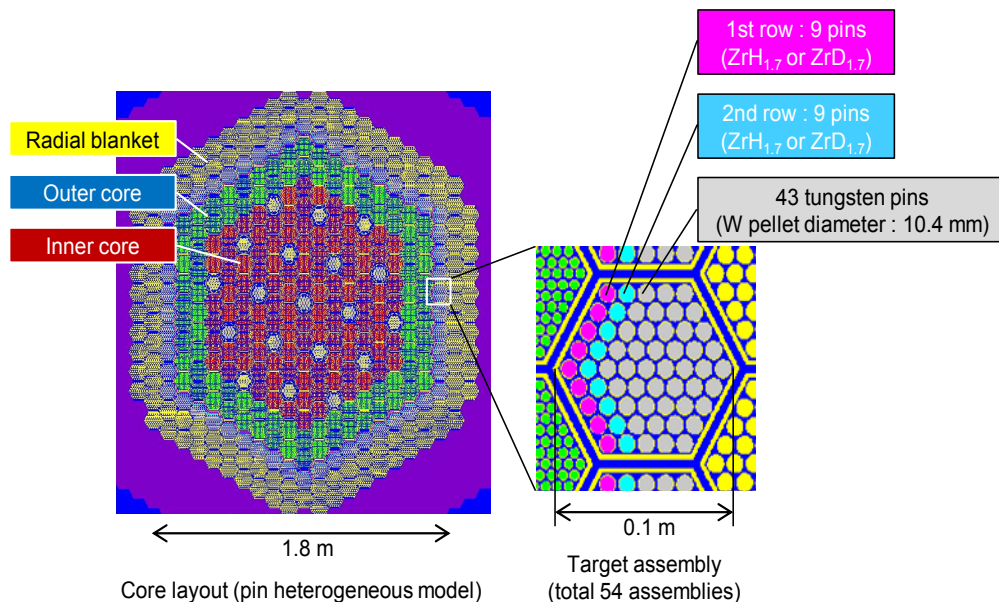 1st row : 9 pins
(ZrH1.7 or ZrD1.7)
2nd row : 9 pins
(ZrH1.7 or ZrD1.7)
43 tungsten pins
(W pellet diameter : 10.4 mm)
Radial blanket
Outer core
Inner core
1.8 m
0.1 m
Core layout (pin heterogeneous model)
Target assembly
(total 54 assemblies)